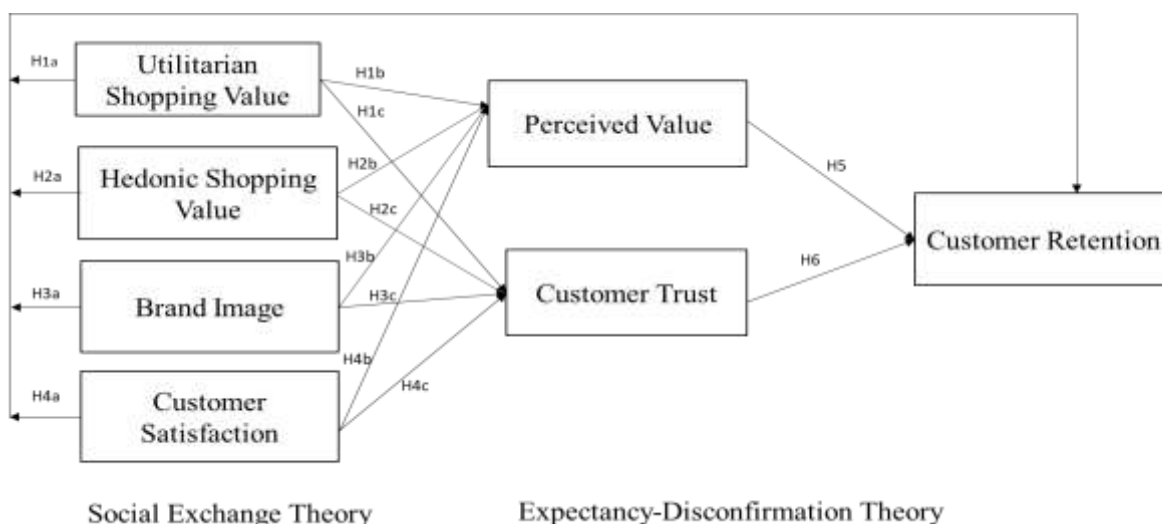 H1a
Utilitarian
Shopping Value
H1b
H1c
Perceived Value
H2a
Hedonic Shopping
Value
H2b
H2c
H5
Customer Retention
H3a
Brand Image
H3b
H3c
Customer Trust
H6
H4a
Customer
Satisfaction
H4b
H4c
Social Exchange Theory
Expectancy-Disconfirmation Theory